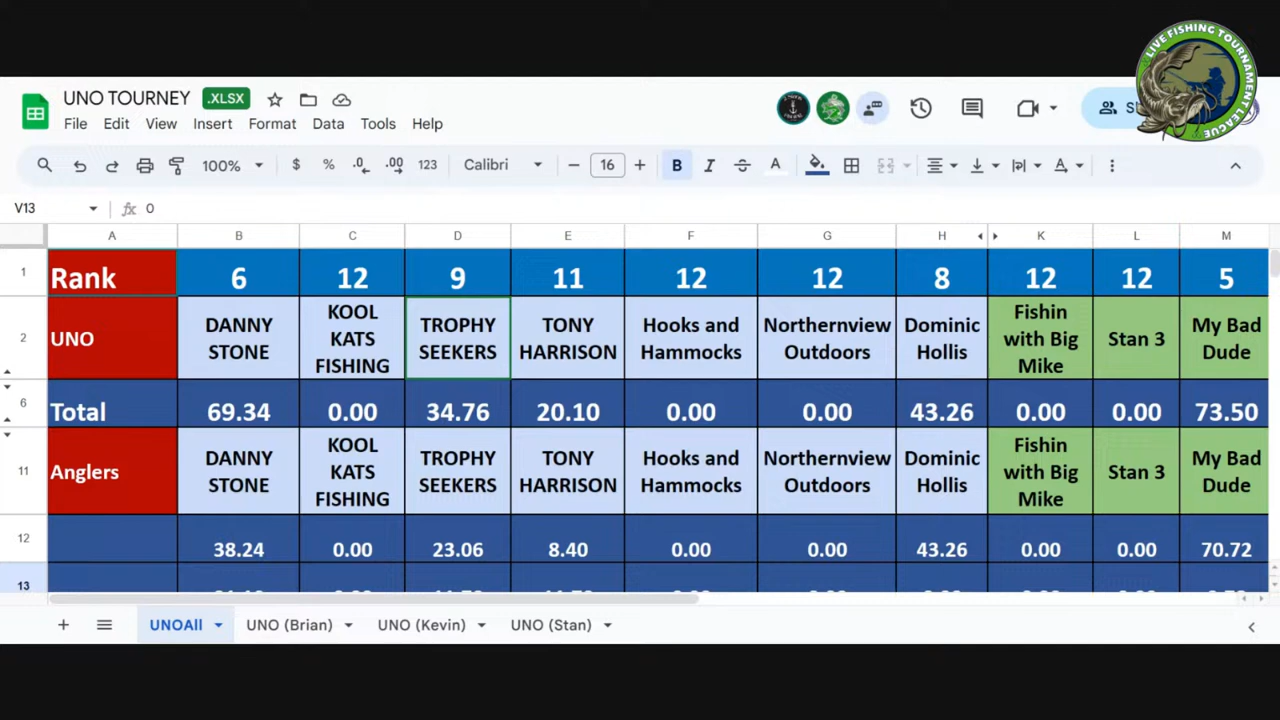 LIVE FISHING TOURNAMENT LEAGUE
UNO TOURNEY .XLSX
File Edit View Insert Format Data Tools Help
100% $ % .0 .00 123 Calibri 16 B I A
V13 fx 0
A B C D E F G H K L M
1 Rank 6 12 9 11 12 12 8 12 12 5
2 UNO DANNY STONE KOOL KATS FISHING TROPHY SEEKERS TONY HARRISON Hooks and Hammocks Northernview Outdoors Dominic Hollis Fishin with Big Mike Stan 3 My Bad Dude
6 Total 69.34 0.00 34.76 20.10 0.00 0.00 43.26 0.00 0.00 73.50
11 Anglers DANNY STONE KOOL KATS FISHING TROPHY SEEKERS TONY HARRISON Hooks and Hammocks Northernview Outdoors Dominic Hollis Fishin with Big Mike Stan 3 My Bad Dude
12 38.24 0.00 23.06 8.40 0.00 0.00 43.26 0.00 0.00 70.72
13
UNOAll UNO (Brian) UNO (Kevin) UNO (Stan)